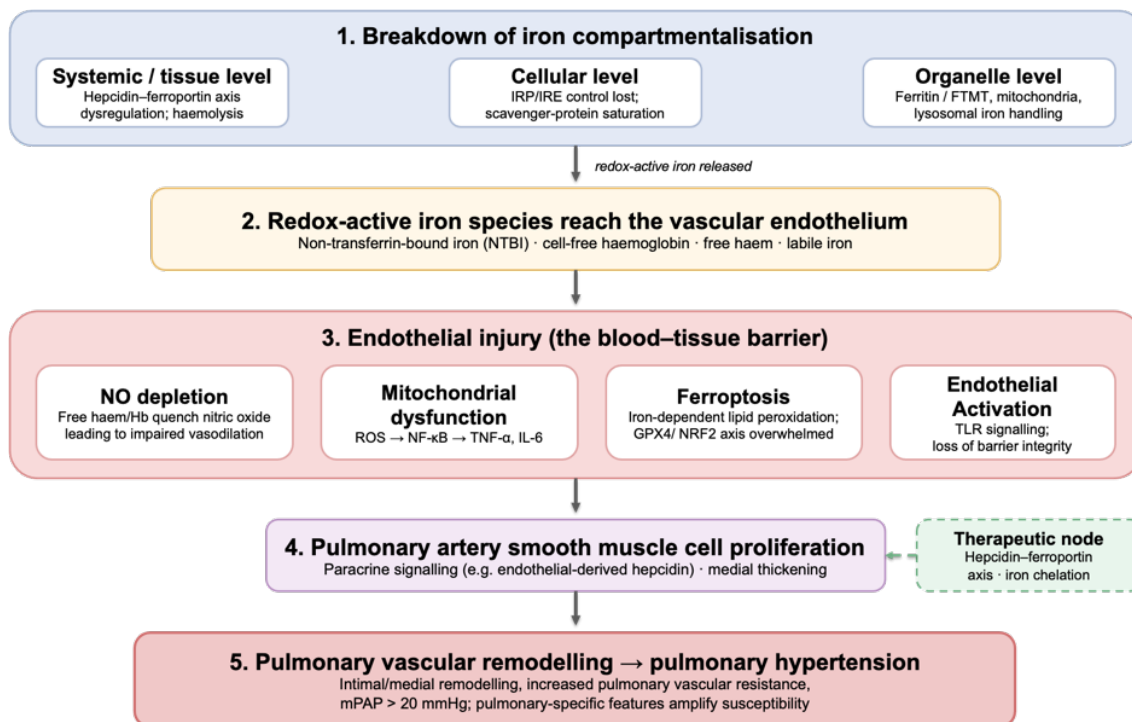 1. Breakdown of iron compartmentalisation
Systemic / tissue level
Hepcidin–ferroportin axis
dysregulation; haemolysis
Cellular level
IRP/IRE control lost;
scavenger-protein saturation
Organelle level
Ferritin / FTMT, mitochondria,
lysosomal iron handling
redox-active iron released
2. Redox-active iron species reach the vascular endothelium
Non-transferrin-bound iron (NTBI) · cell-free haemoglobin · free haem · labile iron
3. Endothelial injury (the blood–tissue barrier)
NO depletion
Free haem/Hb quench nitric oxide
leading to impaired vasodilation
Mitochondrial
dysfunction
ROS → NF-κB → TNF-α, IL-6
Ferroptosis
Iron-dependent lipid peroxidation;
GPX4/ NRF2 axis overwhelmed
Endothelial
Activation
TLR signalling;
loss of barrier integrity
4. Pulmonary artery smooth muscle cell proliferation
Paracrine signalling (e.g. endothelial-derived hepcidin) · medial thickening
Therapeutic node
Hepcidin–ferroportin
axis · iron chelation
5. Pulmonary vascular remodelling → pulmonary hypertension
Intimal/medial remodelling, increased pulmonary vascular resistance,
mPAP > 20 mmHg; pulmonary-specific features amplify susceptibility